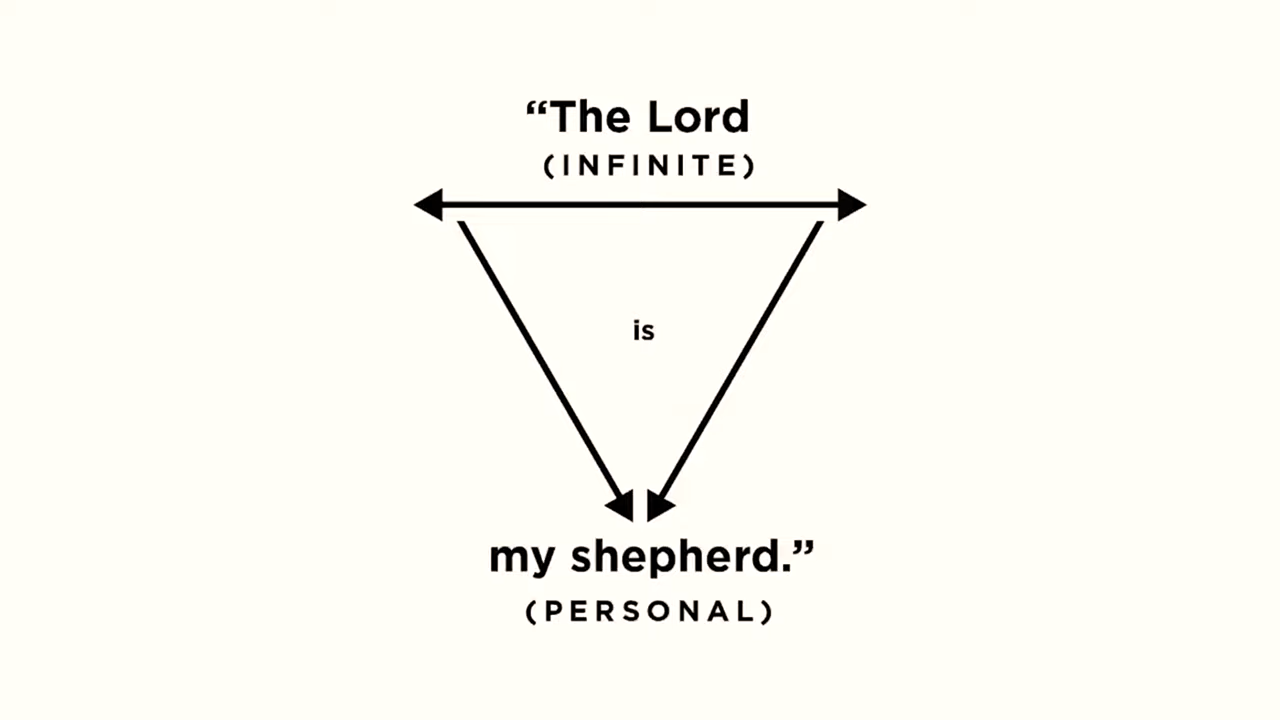 “The Lord
(INFINITE)
is
my shepherd.”
(PERSONAL)